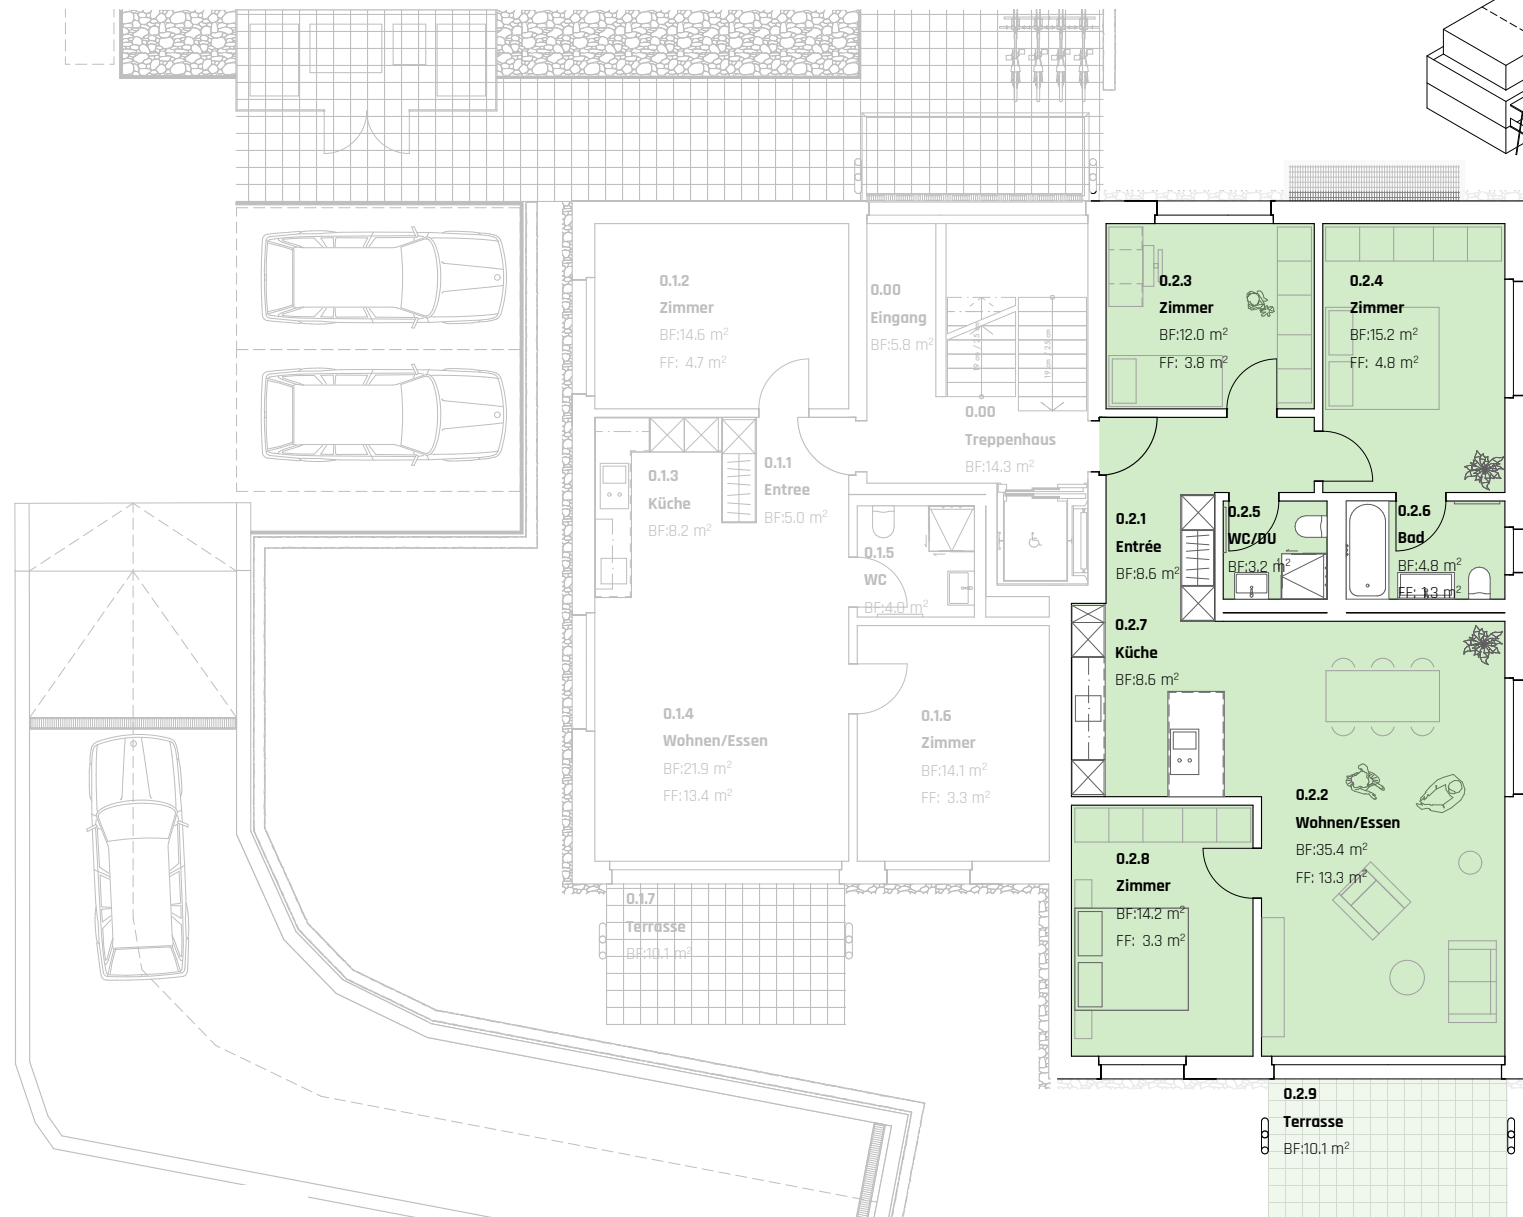 0.1.2
Zimmer
BF:14.6 m²
FF: 4.7 m²
0.00
Eingang
BF:5.8 m²
0.2.3
Zimmer
BF:12.0 m²
FF: 3.8 m²
0.2.4
Zimmer
BF:15.2 m²
FF: 4.8 m²
0.00
Treppenhaus
BF:14.3 m²
0.1.3
Küche
BF:8.2 m²
0.1.1
Entree
BF:5.0 m²
0.1.5
WC
BF:4.0 m²
0.2.1
Entrée
BF:8.6 m²
0.2.5
WC/DU
BF:3.2 m²
0.2.6
Bad
BF:4.8 m²
FF: 1.3 m²
0.2.7
Küche
BF:8.6 m²
0.1.4
Wohnen/Essen
BF:21.9 m²
FF:13.4 m²
0.1.6
Zimmer
BF:14.1 m²
FF: 3.3 m²
0.2.2
Wohnen/Essen
BF:35.4 m²
FF: 13.3 m²
0.2.8
Zimmer
BF:14.2 m²
FF: 3.3 m²
0.1.7
Terrasse
BF:10.1 m²
0.2.9
Terrasse
BF:10.1 m²